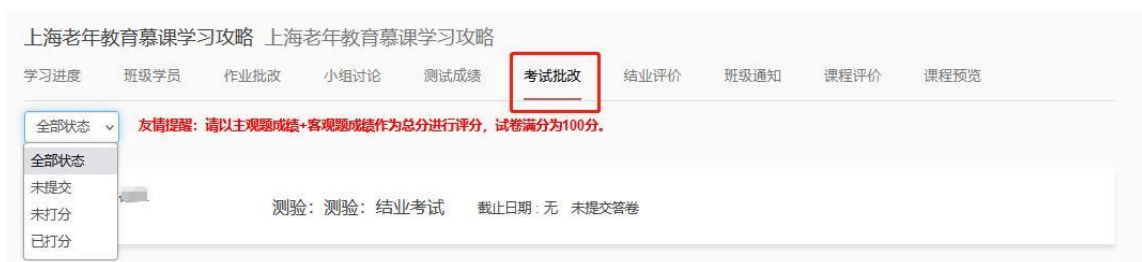 上海老年教育慕课学习攻略 上海老年教育慕课学习攻略
学习进度 班级学员 作业批改 小组讨论 测试成绩 考试批改 结业评价 班级通知 课程评价 课程预览
全部状态 友情提醒：请以主观题成绩+客观题成绩作为总分进行评分，试卷满分为100分。
全部状态
未提交
测验：测验：结业考试 截止日期：无 未提交答卷
未打分
已打分